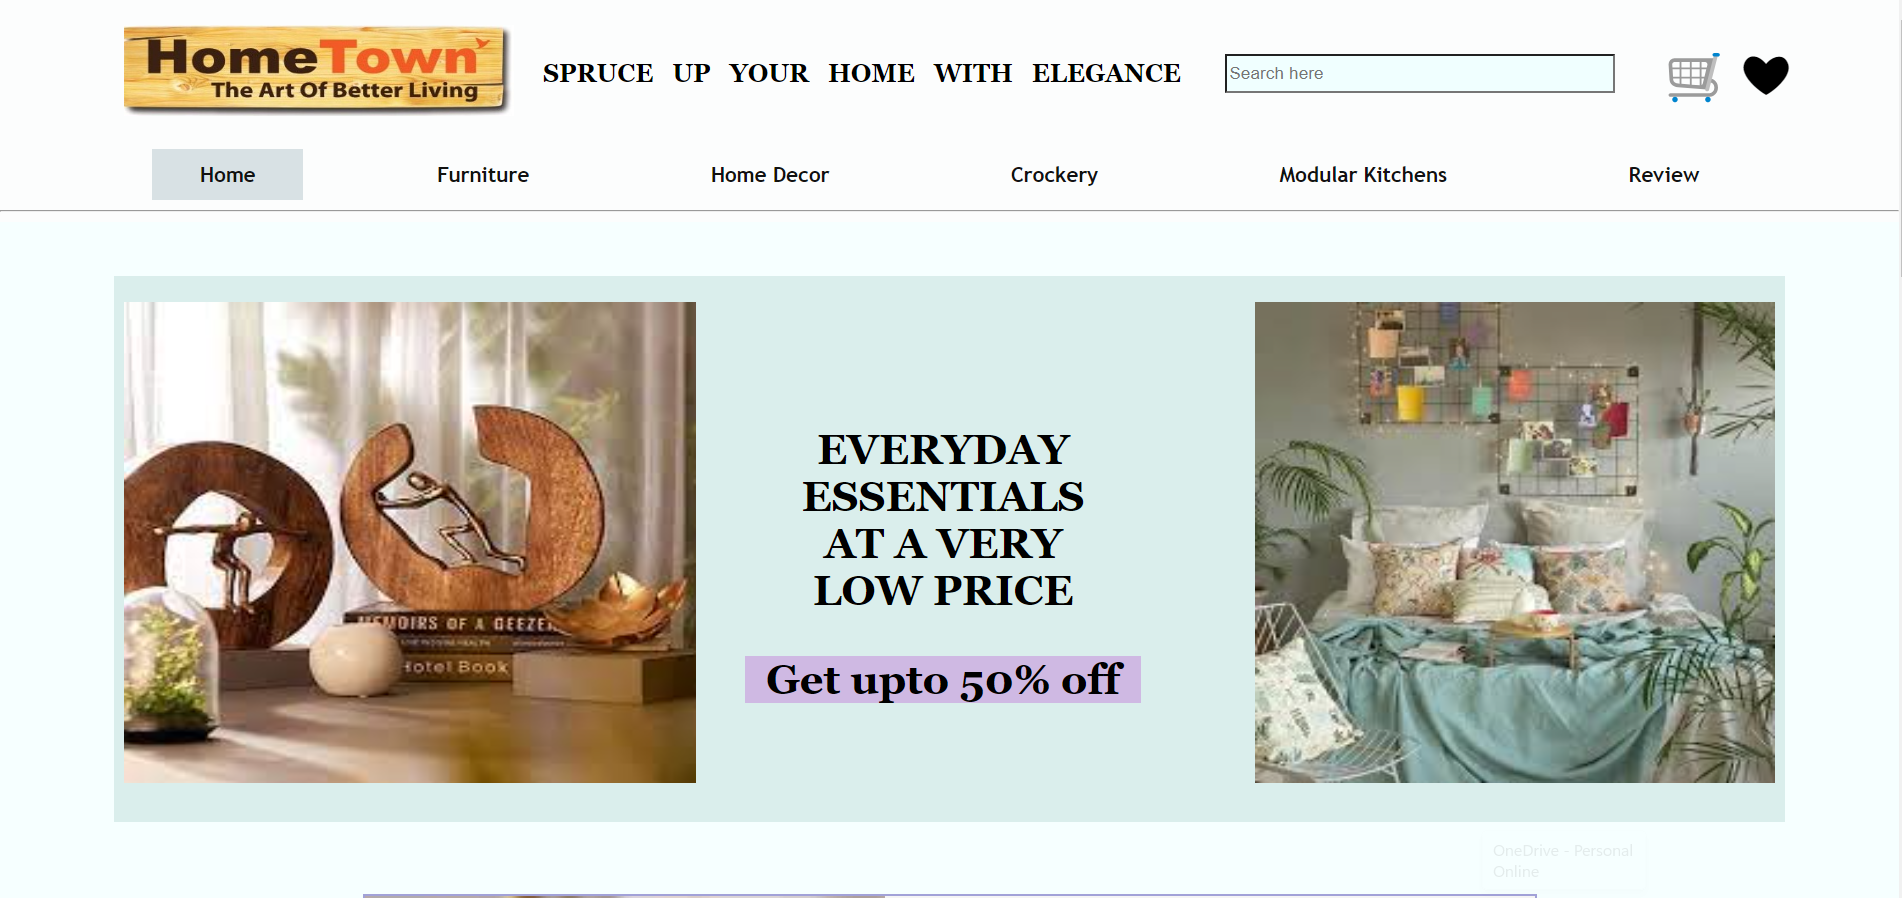 HomeTown
The Art Of Better Living
SPRUCE UP YOUR HOME WITH ELEGANCE
Search here
Home
Furniture
Home Decor
Crockery
Modular Kitchens
Review
EVERYDAY
ESSENTIALS
AT A VERY
LOW PRICE
Get upto 50% off
MEMOIRS OF A GEEZER
Hotel Book
OneDrive - Personal
Online